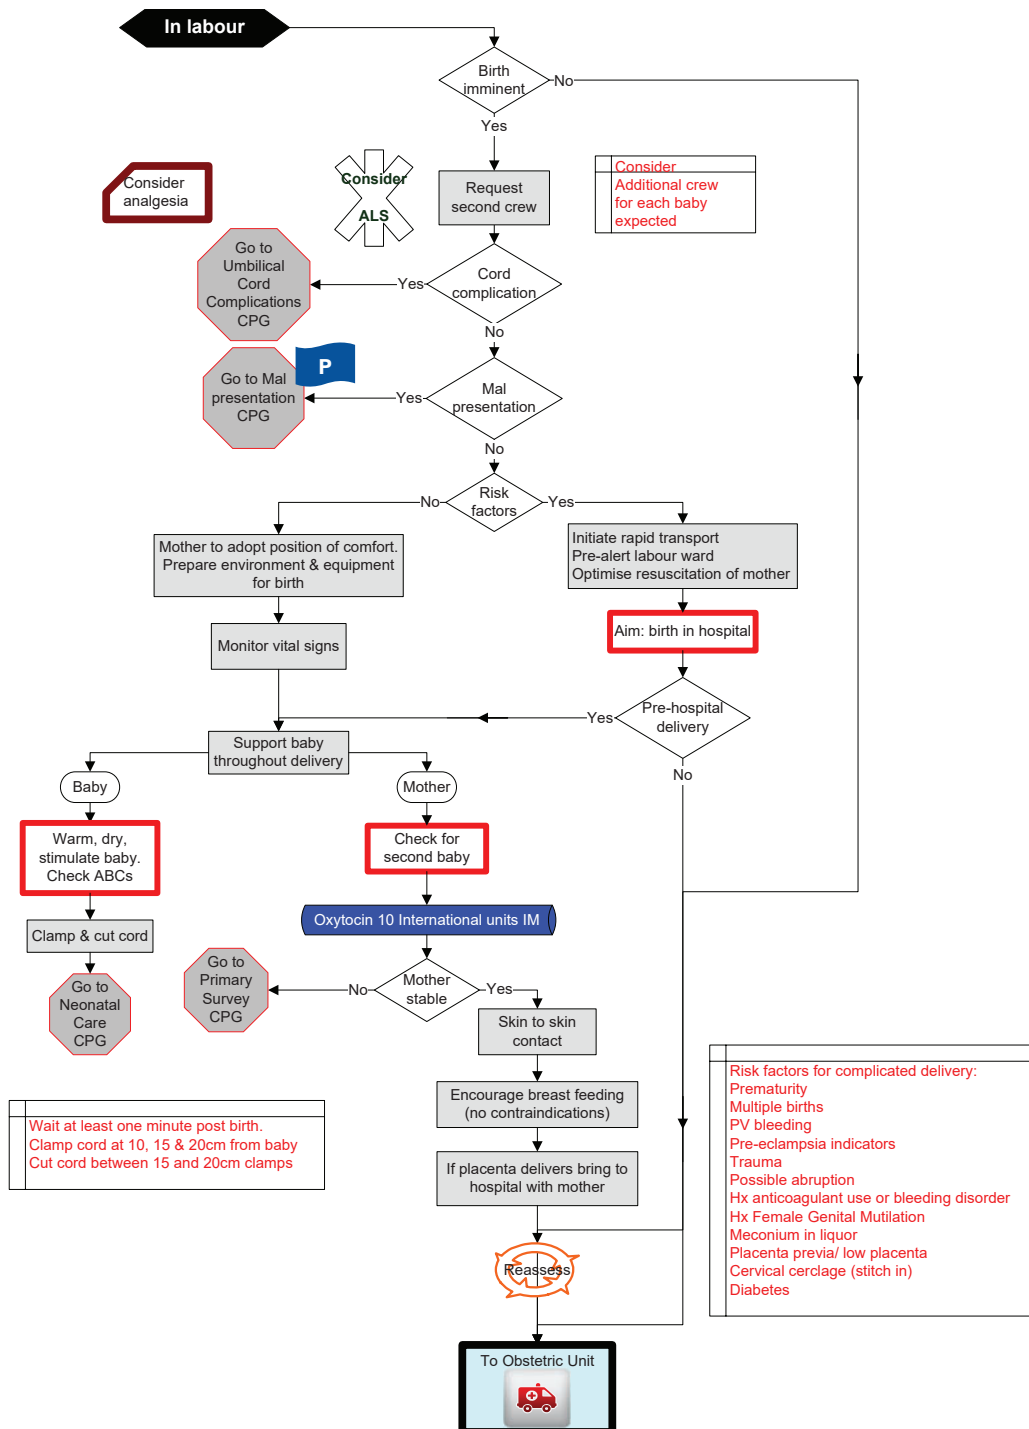 In labour
Birth
imminent
No
Yes
Consider
analgesia
Consider
ALS
Request
second crew
Consider
Additional crew
for each baby
expected
Go to
Umbilical
Cord
Complications
CPG
Yes
Cord
complication
No
P
Go to Mal
presentation
CPG
Yes
Mal
presentation
No
No
Risk
factors
Yes
Mother to adopt position of comfort.
Prepare environment & equipment
for birth
Initiate rapid transport
Pre-alert labour ward
Optimise resuscitation of mother
Monitor vital signs
Aim: birth in hospital
Yes
Pre-hospital
delivery
No
Support baby
throughout delivery
Baby
Mother
Warm, dry,
stimulate baby.
Check ABCs
Check for
second baby
Clamp & cut cord
Oxytocin 10 International units IM
Go to
Neonatal
Care
CPG
Go to
Primary
Survey
CPG
No
Mother
stable
Yes
Skin to skin
contact
Encourage breast feeding
(no contraindications)
If placenta delivers bring to
hospital with mother
Wait at least one minute post birth.
Clamp cord at 10, 15 & 20cm from baby
Cut cord between 15 and 20cm clamps
Risk factors for complicated delivery:
Prematurity
Multiple births
PV bleeding
Pre-eclampsia indicators
Trauma
Possible abruption
Hx anticoagulant use or bleeding disorder
Hx Female Genital Mutilation
Meconium in liquor
Placenta previa/ low placenta
Cervical cerclage (stitch in)
Diabetes
Reassess
To Obstetric Unit